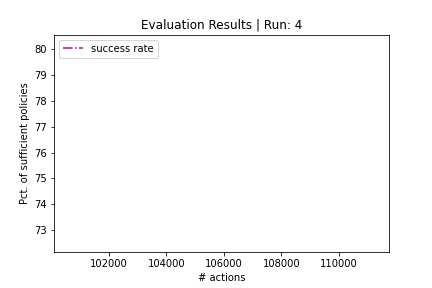 Evaluation Results | Run: 4
success rate
Pct. of sufficient policies
80
79
78
77
76
75
74
73
102000 104000 106000 108000 110000
# actions